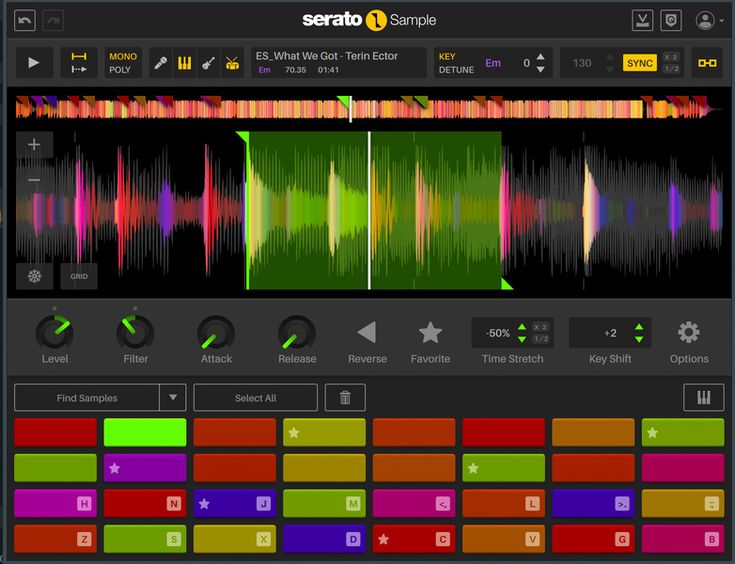 serato Sample
MONO
POLY
ES_What We Got - Terin Ector
Em 70.35 01:41
KEY
DETUNE
Em
0
130
SYNC
X 2
1/2
GRID
Level
Filter
Attack
Release
Reverse
Favorite
-50%
X 2
1/2
Time Stretch
+2
Key Shift
Options
Find Samples
Select All
H N J M <, L >.
Z S X D C V G B